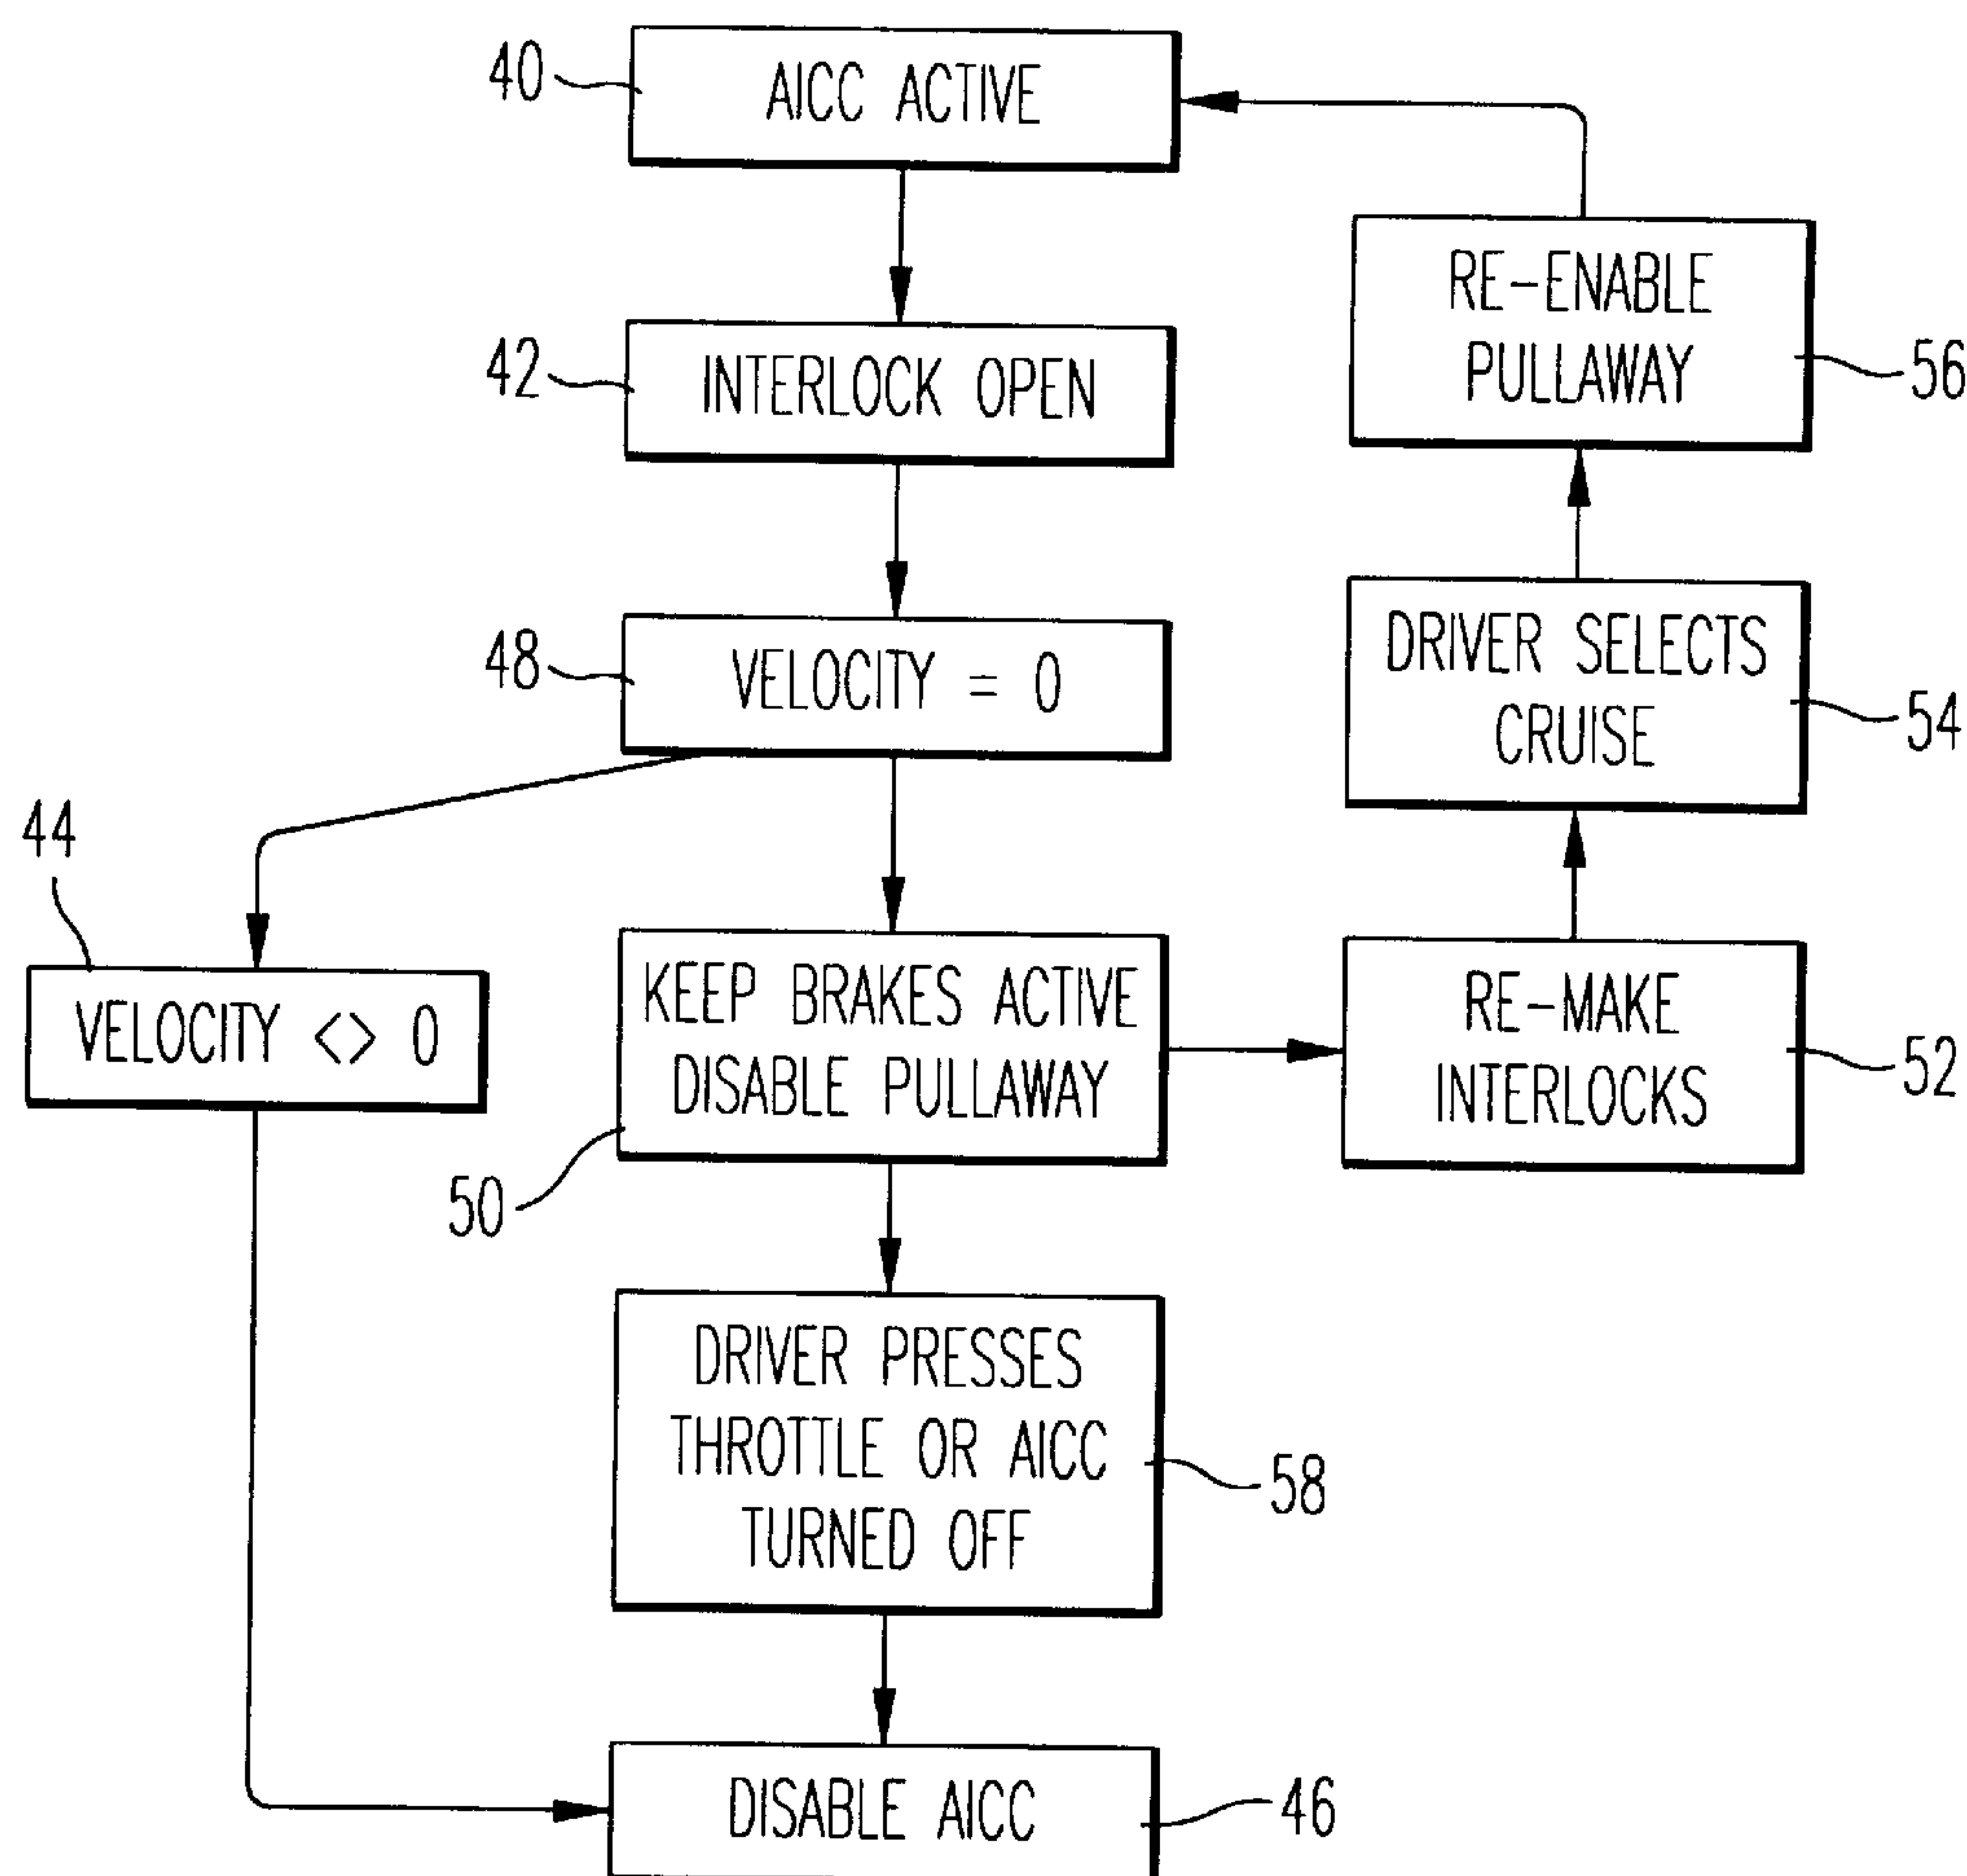 40
AICC ACTIVE
42
INTERLOCK OPEN
RE-ENABLE
PULLAWAY
56
48
VELOCITY = 0
DRIVER SELECTS
CRUISE
54
44
VELOCITY <> 0
KEEP BRAKES ACTIVE
DISABLE PULLAWAY
50
RE-MAKE
INTERLOCKS
52
DRIVER PRESSES
THROTTLE OR AICC
TURNED OFF
58
DISABLE AICC
46